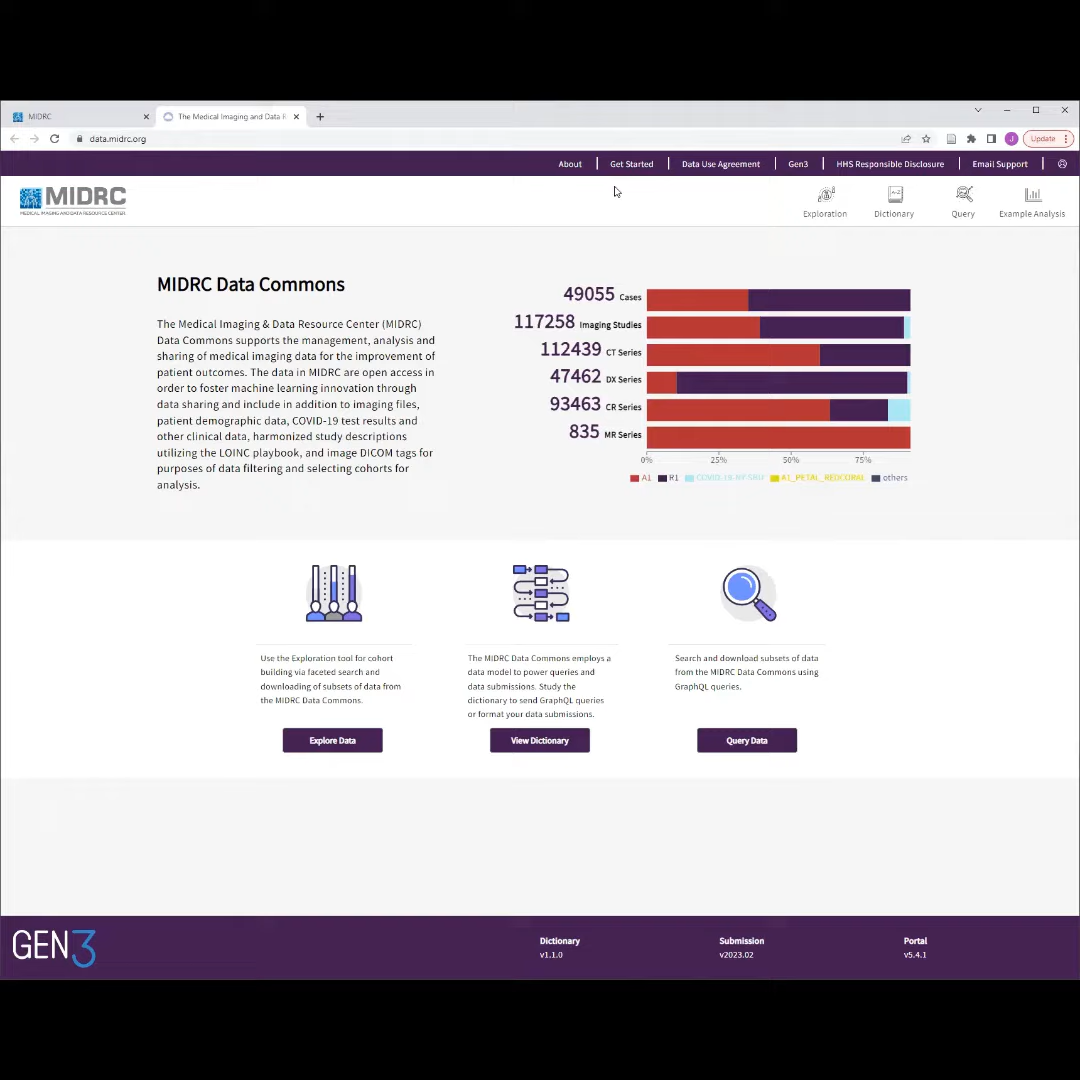 MIDRC
The Medical Imaging and Data R
data.midrc.org
J
Update
About
Get Started
Data Use Agreement
Gen3
HHS Responsible Disclosure
Email Support
MIDRC
MEDICAL IMAGING AND DATA RESOURCE CENTER
Exploration
A-Z
Dictionary
Query
Example Analysis
MIDRC Data Commons
The Medical Imaging & Data Resource Center (MIDRC)
Data Commons supports the management, analysis and
sharing of medical imaging data for the improvement of
patient outcomes. The data in MIDRC are open access in
order to foster machine learning innovation through
data sharing and include in addition to imaging files,
patient demographic data, COVID-19 test results and
other clinical data, harmonized study descriptions
utilizing the LOINC playbook, and image DICOM tags for
purposes of data filtering and selecting cohorts for
analysis.
49055 Cases
117258 Imaging Studies
112439 CT Series
47462 DX Series
93463 CR Series
835 MR Series
0% 25% 50% 75%
A1 R1 COVID-19-NY-SBU A1_PETAL_REDCORAL others
Use the Exploration tool for cohort
building via faceted search and
downloading of subsets of data from
the MIDRC Data Commons.
Explore Data
The MIDRC Data Commons employs a
data model to power queries and
data submissions. Study the
dictionary to send GraphQL queries
or format your data submissions.
View Dictionary
Search and download subsets of data
from the MIDRC Data Commons using
GraphQL queries.
Query Data
GEN3
Dictionary
v1.1.0
Submission
v2023.02
Portal
v5.4.1